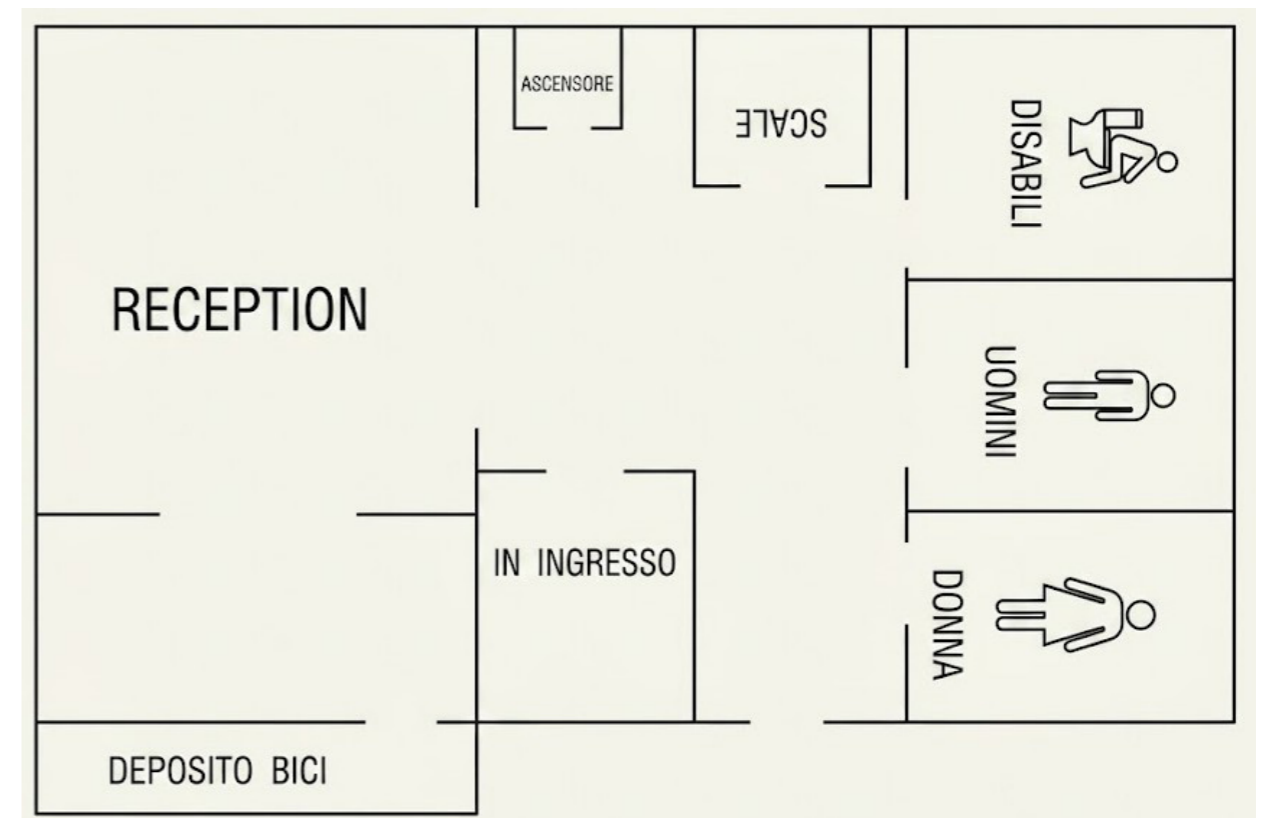 ASCENSORE
SCALE
DISABILI
RECEPTION
UOMINI
IN INGRESSO
DONNA
DEPOSITO BICI